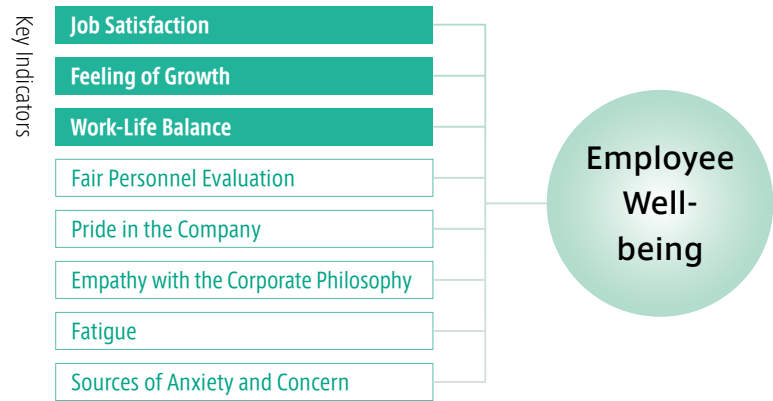 Key Indicators
Job Satisfaction
Feeling of Growth
Work-Life Balance
Fair Personnel Evaluation
Pride in the Company
Empathy with the Corporate Philosophy
Fatigue
Sources of Anxiety and Concern
Employee
Well-
being